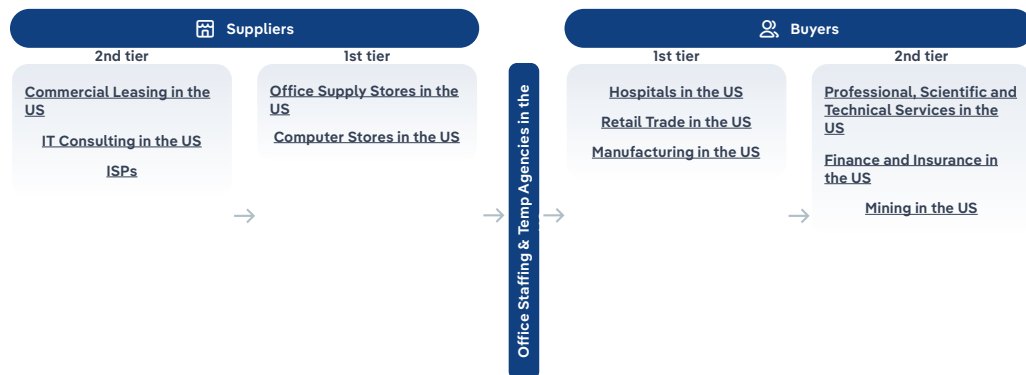 Suppliers
2nd tier
1st tier
Commercial Leasing in the
US
IT Consulting in the US
ISPs
Office Supply Stores in the
US
Computer Stores in the US
Office Staffing & Temp Agencies in the
Buyers
1st tier
2nd tier
Hospitals in the US
Retail Trade in the US
Manufacturing in the US
Professional, Scientific and
Technical Services in the
US
Finance and Insurance in
the US
Mining in the US